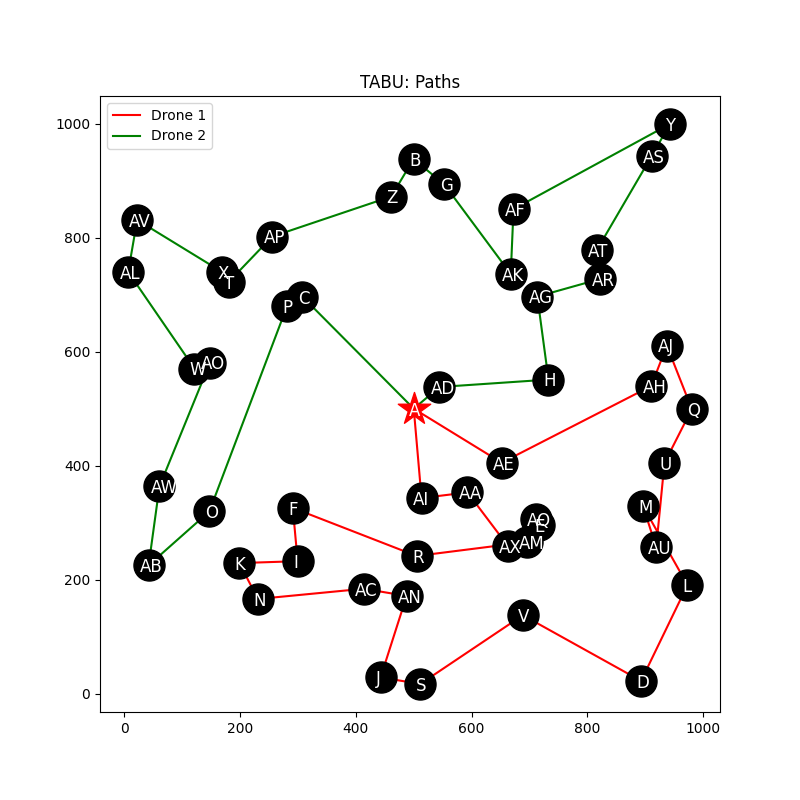 TABU: Paths
Drone 1
Drone 2
1000
800
600
400
200
0
0
200
400
600
800
1000
Y
AS
B
G
Z
AF
AV
AP
AT
AL
X
T
AK
AR
P
C
AG
AJ
W
AO
AD
H
AH
A
Q
AE
U
AW
AI
AA
O
F
M
AQ
E
AB
K
I
R
AX
AM
AU
N
AC
AN
L
V
J
S
D